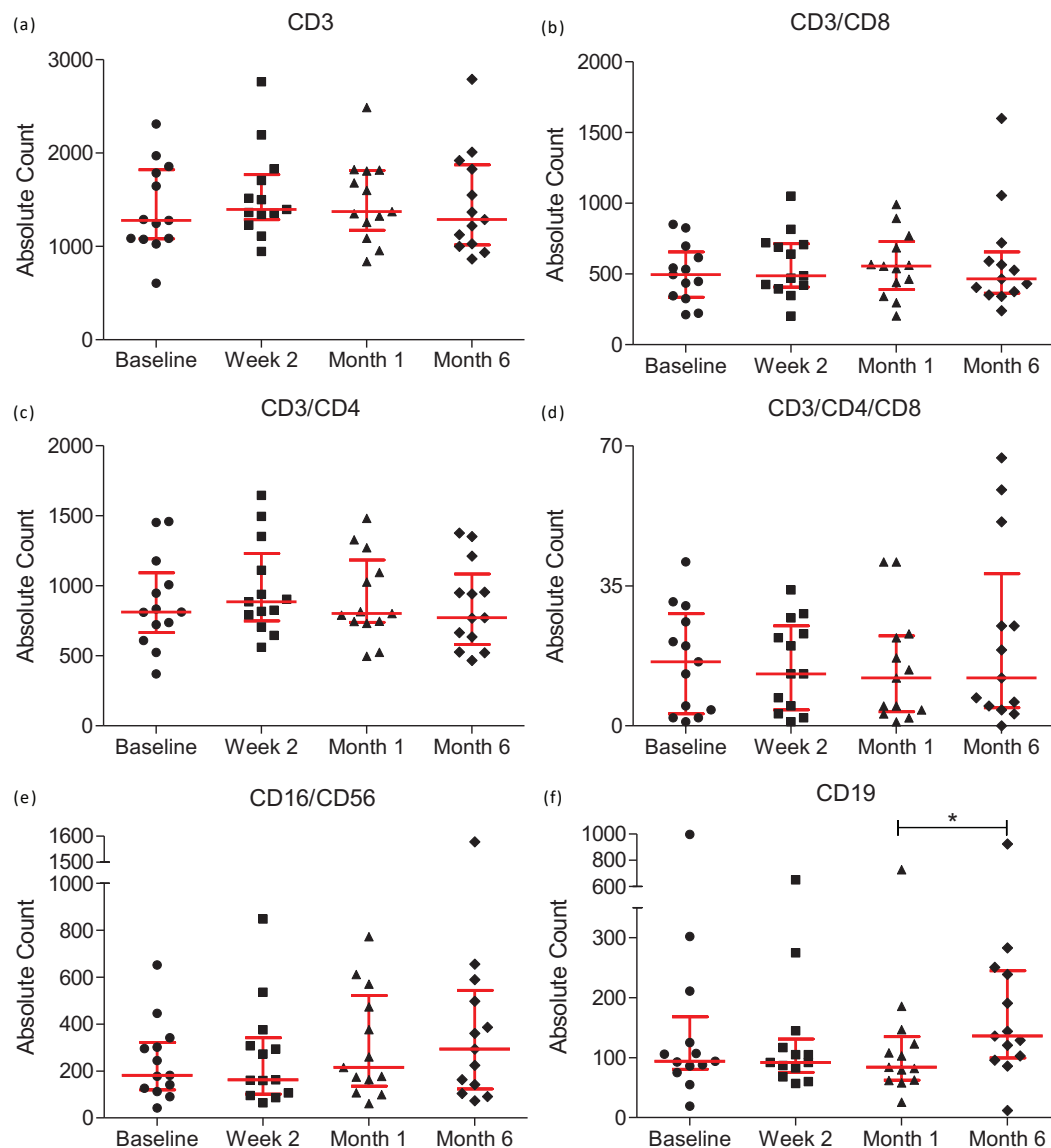 (a) CD3
Absolute Count
3000
2000
1000
0
Baseline Week 2 Month 1 Month 6
(b) CD3/CD8
Absolute Count
2000
1500
1000
500
0
Baseline Week 2 Month 1 Month 6
(c) CD3/CD4
Absolute Count
2000
1500
1000
500
0
Baseline Week 2 Month 1 Month 6
(d) CD3/CD4/CD8
Absolute Count
70
35
0
Baseline Week 2 Month 1 Month 6
(e) CD16/CD56
Absolute Count
1600
1500
1000
800
600
400
200
0
Baseline Week 2 Month 1 Month 6
(f) CD19
*
Absolute Count
1000
800
600
300
200
100
0
Baseline Week 2 Month 1 Month 6